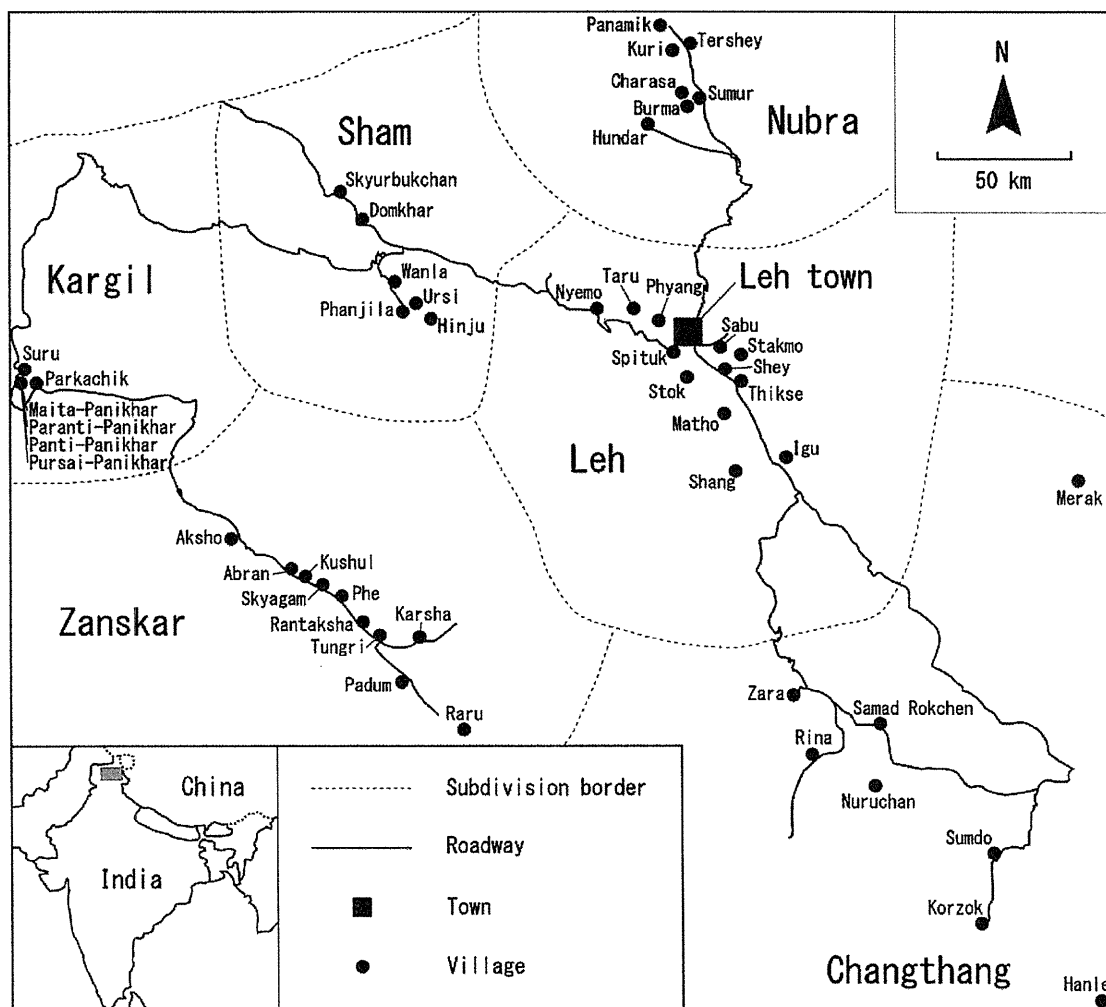 Panamik
Tershey
Kuri
Charasa
Sumur
Burma
Hundar
Nubra
N
50 km
Sham
Skyurbukchan
Domkhar
Kargil
Wanla
Ursi
Phanjila
Hinju
Leh town
Taru
Phyang
Nyemo
Sabu
Stakmo
Spituk
Shey
Stok
Thikse
Matho
Suru
Parkachik
Maita-Panikhar
Paranti-Panikhar
Panti-Panikhar
Pursai-Panikhar
Leh
Igu
Shang
Merak
Aksho
Kushul
Abran
Skyagam
Phe
Zanskar
Karsha
Rantaksha
Tungri
Padum
Raru
Zara
Samad Rokchen
Rina
Nuruchan
Sumdo
Korzok
Changthang
Hanle
China
India
Subdivision border
Roadway
Town
Village